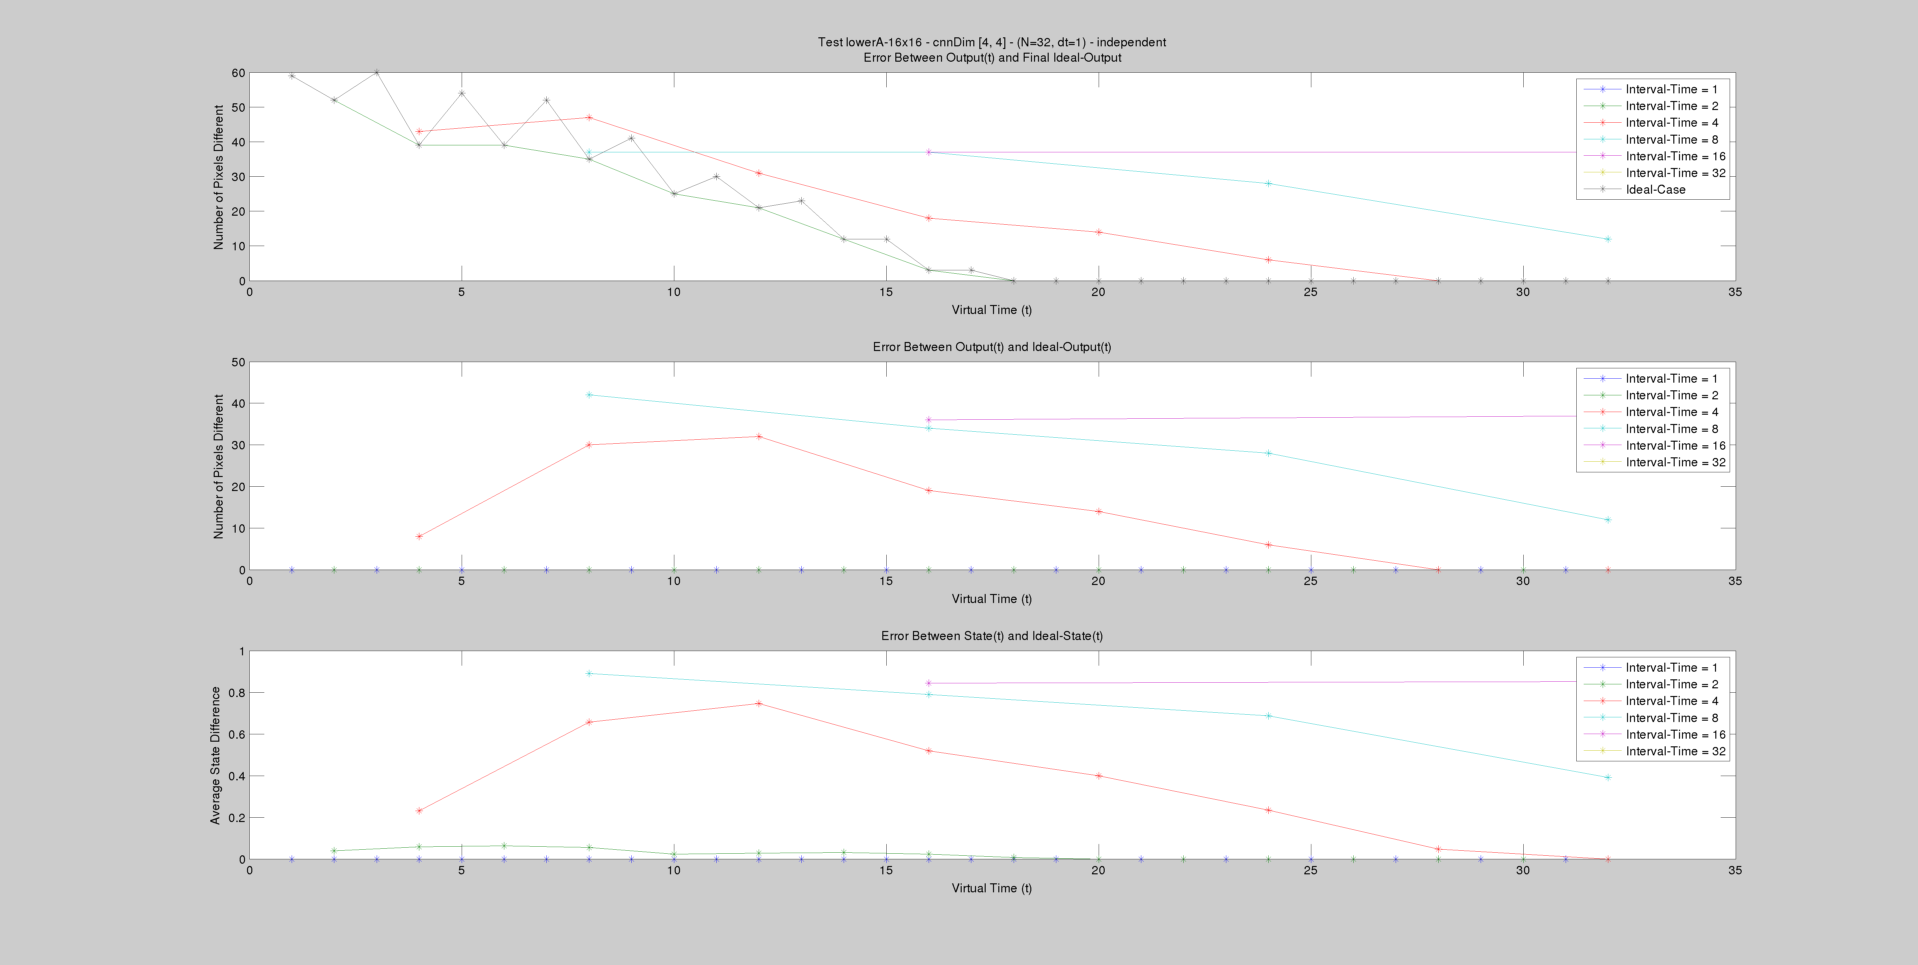 Test lowerA-16x16 - cnnDim [4, 4] - (N=32, dt=1) - independent
Error Between Output(t) and Final Ideal-Output
Number of Pixels Different
60
50
40
30
20
10
0
0 5 10 15 20 25 30 35
Virtual Time (t)
Interval-Time = 1
Interval-Time = 2
Interval-Time = 4
Interval-Time = 8
Interval-Time = 16
Interval-Time = 32
Ideal-Case
Error Between Output(t) and Ideal-Output(t)
Number of Pixels Different
50
40
30
20
10
0
0 5 10 15 20 25 30 35
Virtual Time (t)
Interval-Time = 1
Interval-Time = 2
Interval-Time = 4
Interval-Time = 8
Interval-Time = 16
Interval-Time = 32
Error Between State(t) and Ideal-State(t)
Average State Difference
1
0.8
0.6
0.4
0.2
0
0 5 10 15 20 25 30 35
Virtual Time (t)
Interval-Time = 1
Interval-Time = 2
Interval-Time = 4
Interval-Time = 8
Interval-Time = 16
Interval-Time = 32